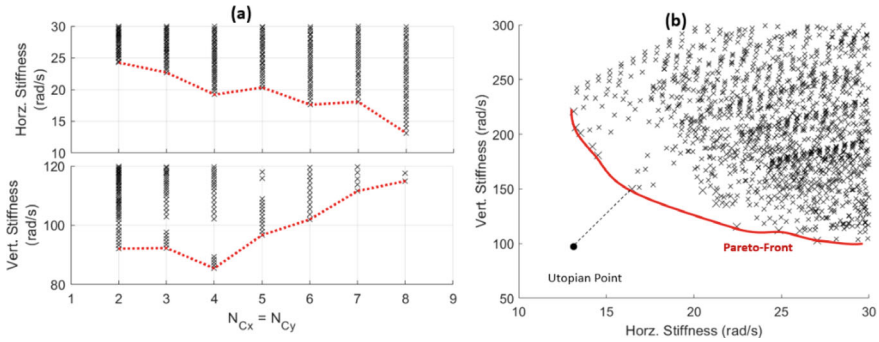 (a)
30
25
20
15
10
Horz. Stiffness
(rad/s)
120
100
80
Vert. Stiffness
(rad/s)
1 2 3 4 5 6 7 8 9
N_Cx = N_Cy
(b)
300
250
200
150
100
50
Vert. Stiffness (rad/s)
Pareto-Front
Utopian Point
10 15 20 25 30
Horz. Stiffness (rad/s)